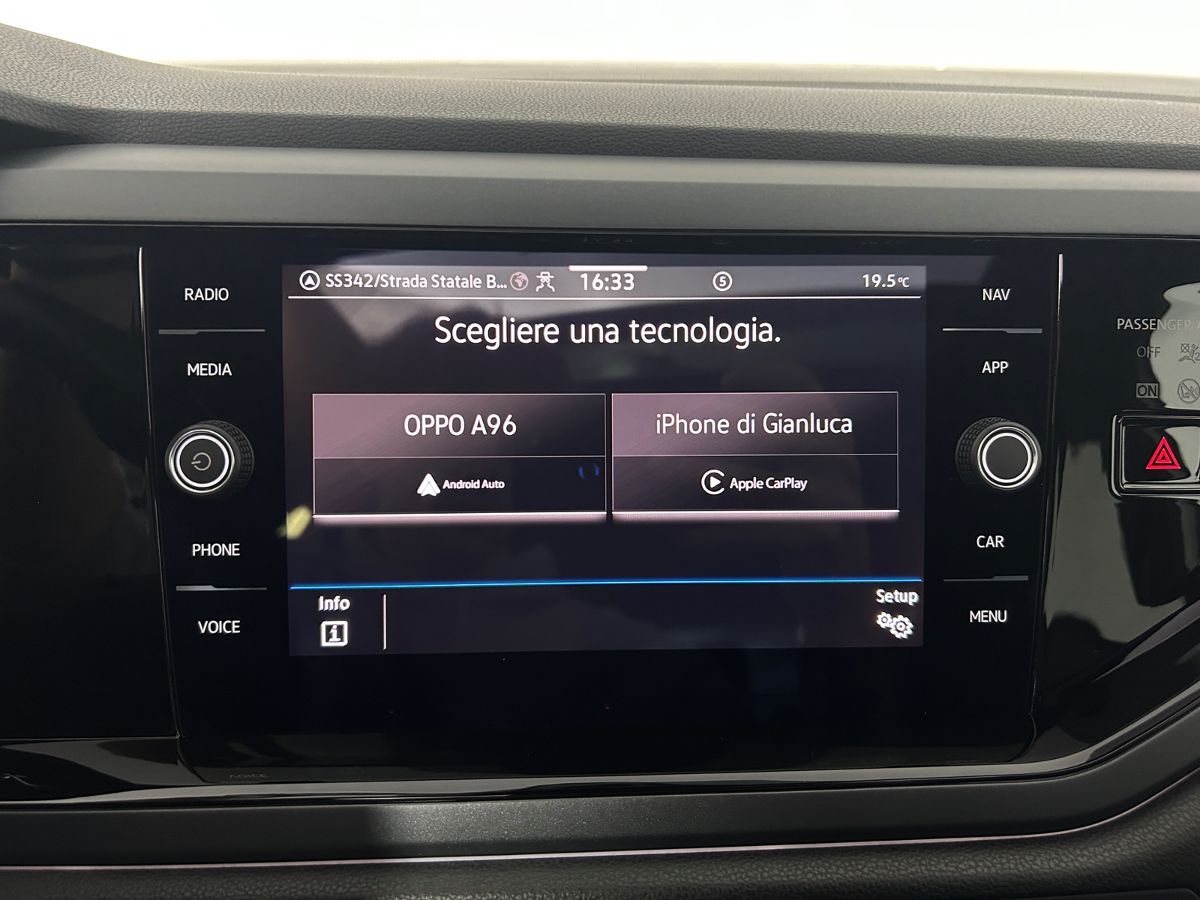 RADIO
MEDIA
PHONE
VOICE
SS342/Strada Statale B...
16:33
5
19.5°C
Scegliere una tecnologia.
OPPO A96
Android Auto
iPhone di Gianluca
Apple CarPlay
Info
i
Setup
NAV
APP
CAR
MENU
PASSENGER
OFF
ON